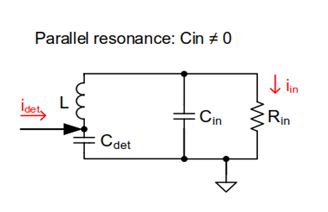 Parallel resonance: Cin ≠ 0
iin
idet
L
Cin
Rin
Cdet